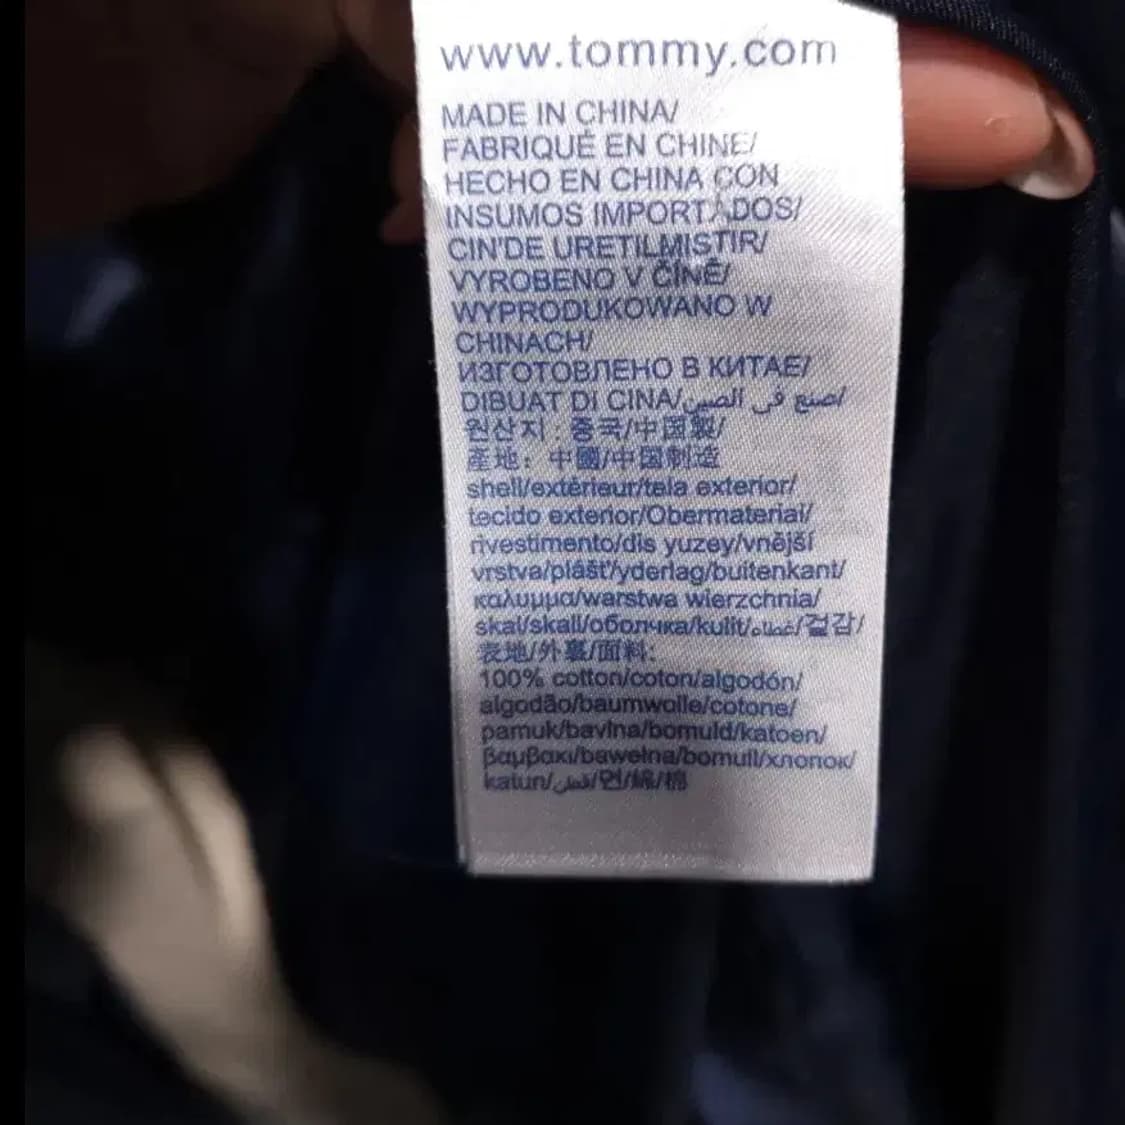 www.tommy.com
MADE IN CHINA/
FABRIQUÉ EN CHINE/
HECHO EN CHINA CON
INSUMOS IMPORTADOS/
CIN'DE URETILMISTIR/
VYROBENO V ČÍNĚ/
WYPRODUKOWANO W
CHINACH/
ИЗГОТОВЛЕНО В КИТАЕ/
DIBUAT DI CINA/صنع في الصين/
원산지 : 중국/中国製/
產地：中國/中国制造
shell/extérieur/tela exterior/
tecido exterior/Obermaterial/
rivestimento/dis yuzey/vnější
vrstva/plášť/yderlag/buitenkant/
καλυμμα/warstwa wierzchnia/
skal/skall/оболчка/kulit/غطاء/겉감/
表地/外裏/面料:
100% cotton/coton/algodón/
algodão/baumwolle/cotone/
pamuk/bavlna/bomuld/katoen/
βαμβακι/bawełna/bomull/хлопок/
katun/قطن/면/綿/棉